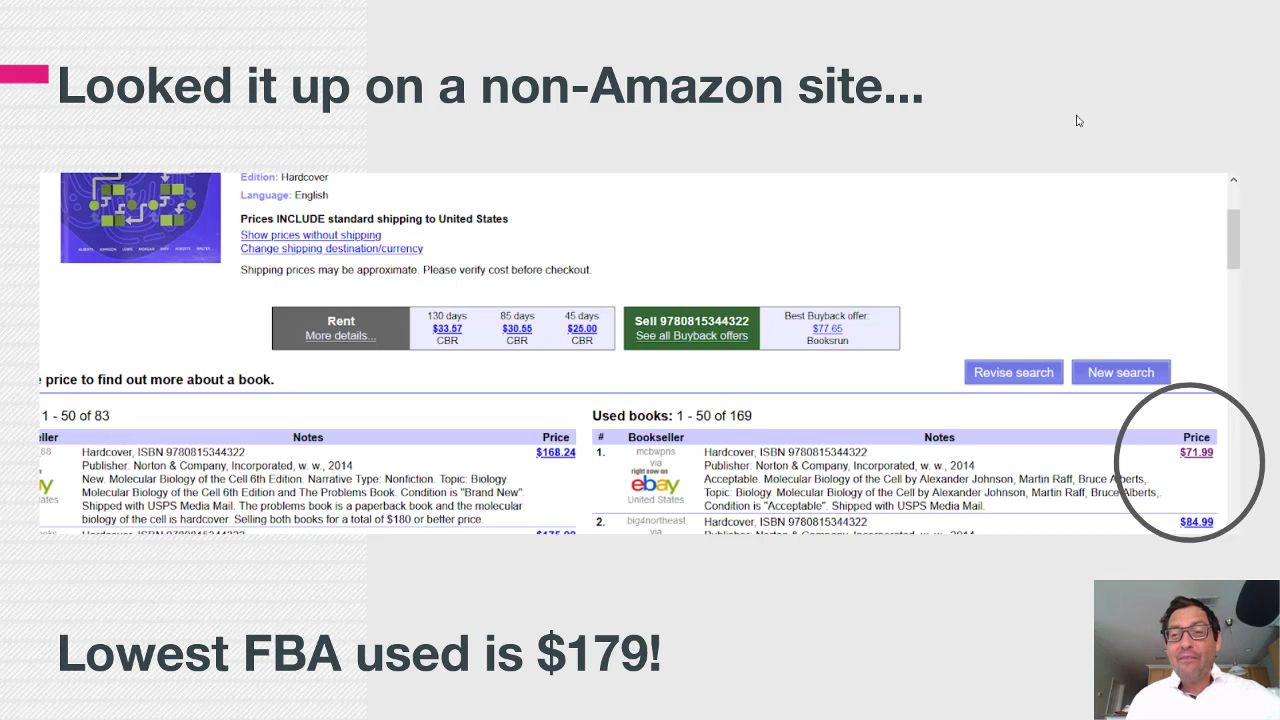 Looked it up on a non-Amazon site...
Edition: Hardcover
Language: English
Prices INCLUDE standard shipping to United States
Show prices without shipping
Change shipping destination/currency
Shipping prices may be approximate. Please verify cost before checkout.
Rent
More details...
130 days
$33.57
CBR
85 days
$30.55
CBR
45 days
$25.00
CBR
Sell 9780815344322
See all Buyback offers
Best Buyback offer:
$77.65
Booksrun
Revise search
New search
price to find out more about a book.
1 - 50 of 83
Notes
Price
Hardcover, ISBN 9780815344322
$168.24
Publisher: Norton & Company, Incorporated, w. w., 2014
New. Molecular Biology of the Cell 6th Edition. Narrative Type: Nonfiction. Topic: Biology.
Molecular Biology of the Cell 6th Edition and The Problems Book. Condition is "Brand New".
Shipped with USPS Media Mail. The problems book is a paperback book and the molecular
biology of the cell is hardcover. Selling both books for a total of $180 or better price.
Used books: 1 - 50 of 169
# Bookseller Notes Price
1.
mcbwpns
via
right now on
ebay
United States
Hardcover, ISBN 9780815344322
$71.99
Publisher: Norton & Company, Incorporated, w. w., 2014
Acceptable. Molecular Biology of the Cell by Alexander Johnson, Martin Raff, Bruce Alberts,.
Topic: Biology. Molecular Biology of the Cell by Alexander Johnson, Martin Raff, Bruce Alberts,.
Condition is "Acceptable". Shipped with USPS Media Mail.
2.
big4northeast
via
Hardcover, ISBN 9780815344322
$84.99
Lowest FBA used is $179!